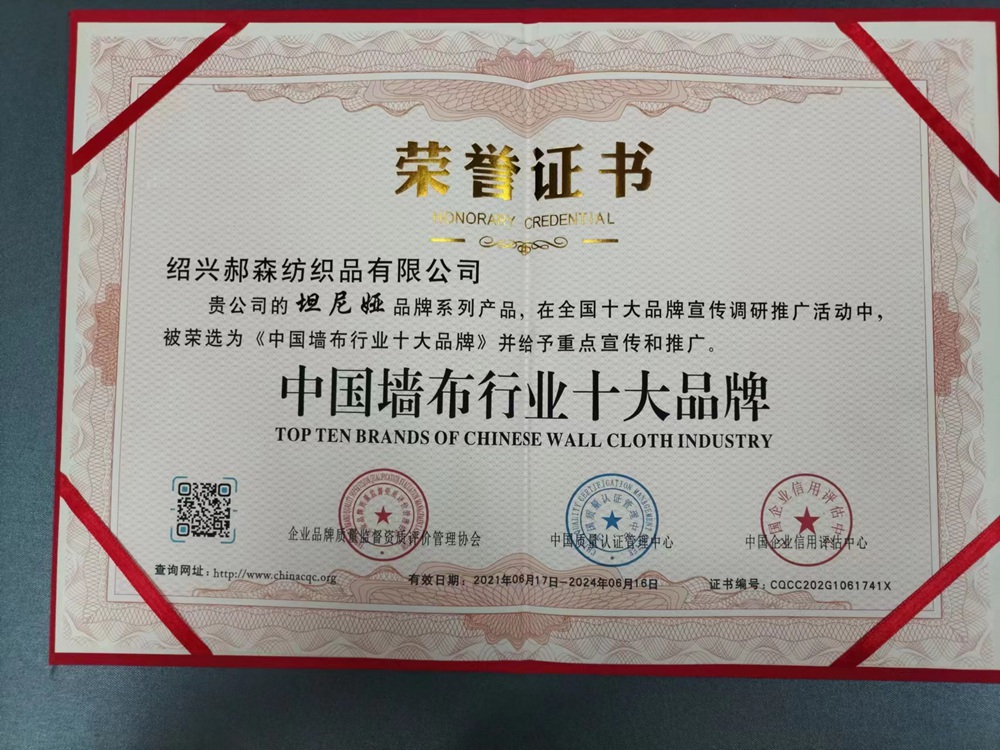 荣誉证书
HONORARY CREDENTIAL
绍兴郝森纺织品有限公司
贵公司的 坦尼娅 品牌系列产品，在全国十大品牌宣传调研推广活动中，
被荣选为《中国墙布行业十大品牌》并给予重点宣传和推广。
中国墙布行业十大品牌
TOP TEN BRANDS OF CHINESE WALL CLOTH INDUSTRY
企业品牌质量监督资质评价管理协会
中国质量认证管理中心
中国企业信用评估中心
查询网址：http://www.chinacqc.org
有效日期：2021年06月17日-2024年06月16日
证书编号：CQCC202G1061741X